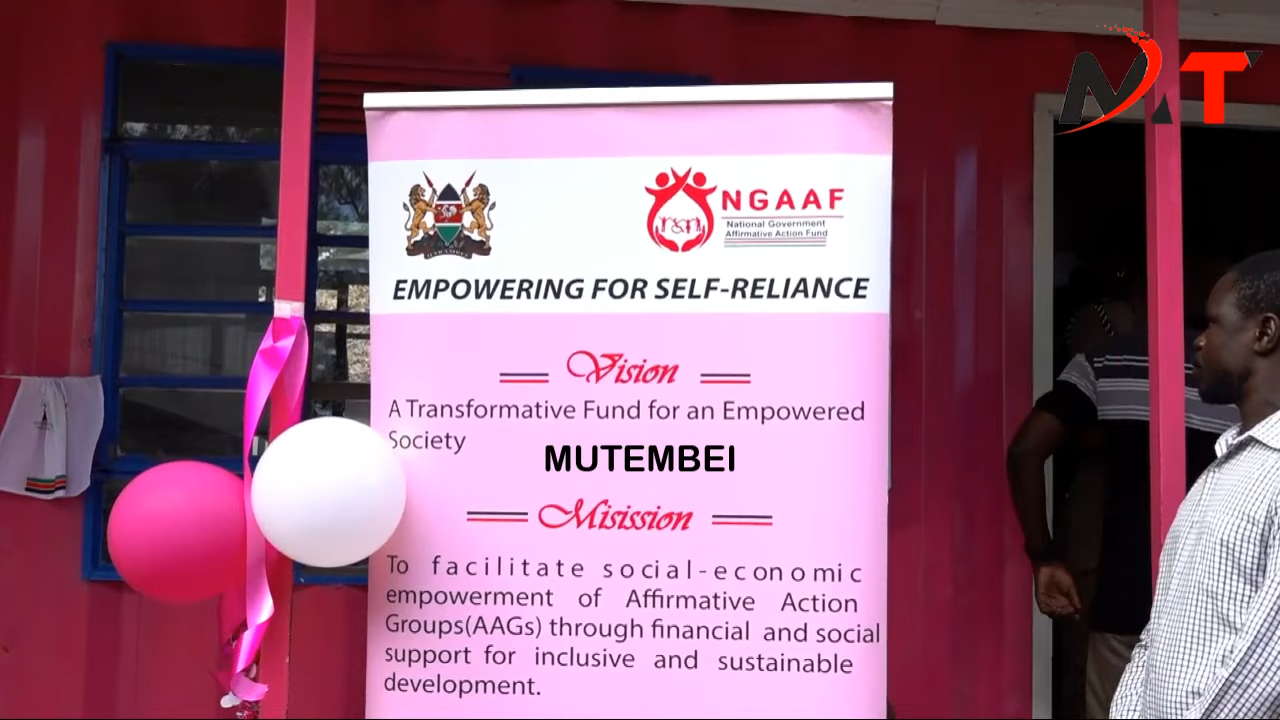 MAT
NGAAF
National Government
Affirmative Action Fund
HARAMBEE
EMPOWERING FOR SELF-RELIANCE
Vision
A Transformative Fund for an Empowered
Society
MUTEMBEI
Misission
To facilitate social-economic
empowerment of Affirmative Action
Groups(AAGs) through financial and social
support for inclusive and sustainable
development.